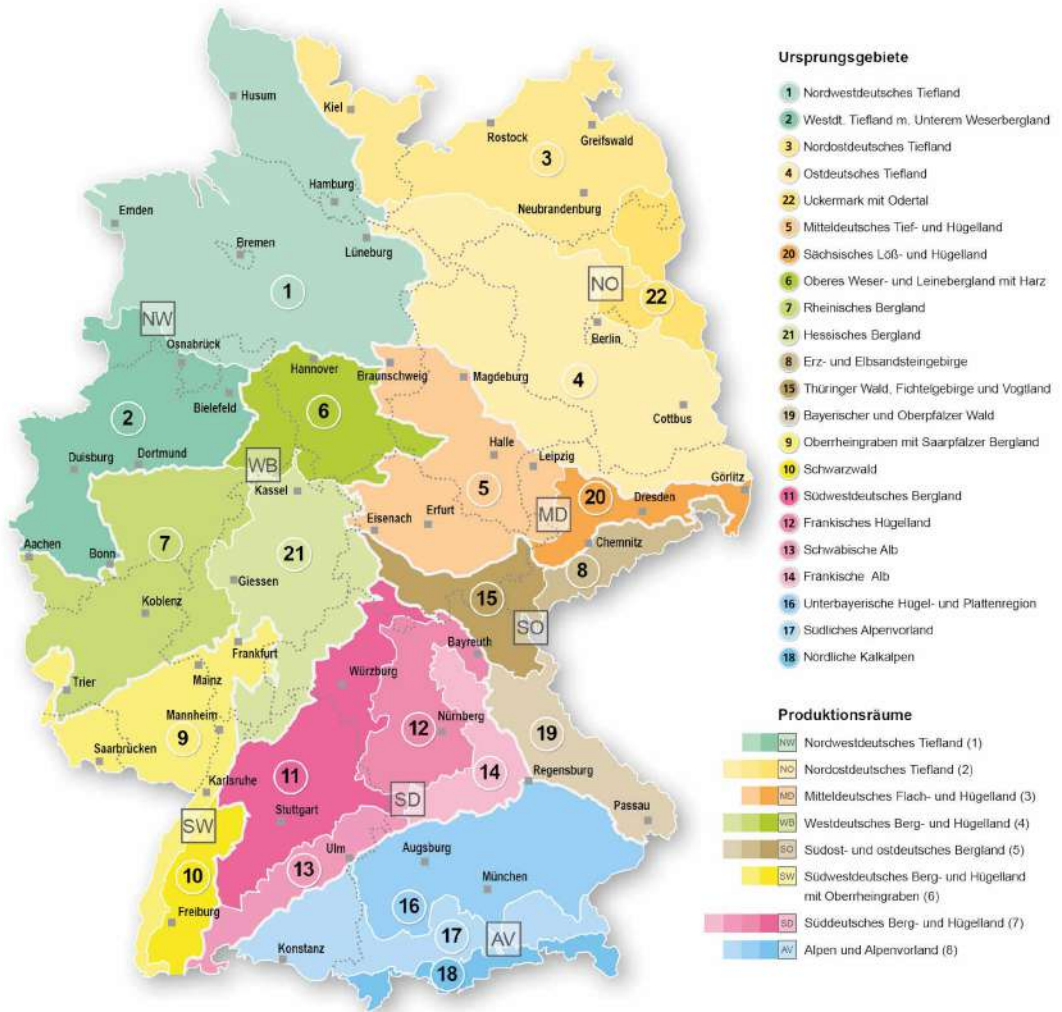 Husum
Kiel
Rostock
Greifswald
3
Hamburg
Neubrandenburg
Emden
Lüneburg
Bremen
NO
1
22
NW
Berlin
Osnabrück
Hannover
Braunschweig
Magdeburg
4
Bielefeld
6
2
Cottbus
Dortmund
Halle
Duisburg
WB
Leipzig
Görlitz
Kassel
5
20
Dresden
MD
Eisenach
Erfurt
Aachen
7
Chemnitz
Bonn
21
8
Giessen
15
Koblenz
SO
Bayreuth
Frankfurt
Würzburg
Trier
Mainz
12
Nürnberg
Mannheim
19
9
Saarbrücken
11
14
Regensburg
Karlsruhe
SD
Passau
Stuttgart
SW
Ulm
Augsburg
13
10
München
16
Freiburg
17
AV
Konstanz
18
Ursprungsgebiete
1 Nordwestdeutsches Tiefland
2 Westdt. Tiefland m. Unterem Weserbergland
3 Nordostdeutsches Tiefland
4 Ostdeutsches Tiefland
22 Uckermark mit Odertal
5 Mitteldeutsches Tief- und Hügelland
20 Sächsisches Löß- und Hügelland
6 Oberes Weser- und Leinebergland mit Harz
7 Rheinisches Bergland
21 Hessisches Bergland
8 Erz- und Elbsandsteingebirge
15 Thüringer Wald, Fichtelgebirge und Vogtland
19 Bayerischer und Oberpfälzer Wald
9 Oberrheingraben mit Saarpfälzer Bergland
10 Schwarzwald
11 Südwestdeutsches Bergland
12 Fränkisches Hügelland
13 Schwäbische Alb
14 Fränkische Alb
16 Unterbayerische Hügel- und Plattenregion
17 Südliches Alpenvorland
18 Nördliche Kalkalpen
Produktionsräume
NW Nordwestdeutsches Tiefland (1)
NO Nordostdeutsches Tiefland (2)
MD Mitteldeutsches Flach- und Hügelland (3)
WB Westdeutsches Berg- und Hügelland (4)
SO Südost- und ostdeutsches Bergland (5)
SW Südwestdeutsches Berg- und Hügelland
mit Oberrheingraben (6)
SD Süddeutsches Berg- und Hügelland (7)
AV Alpen und Alpenvorland (8)